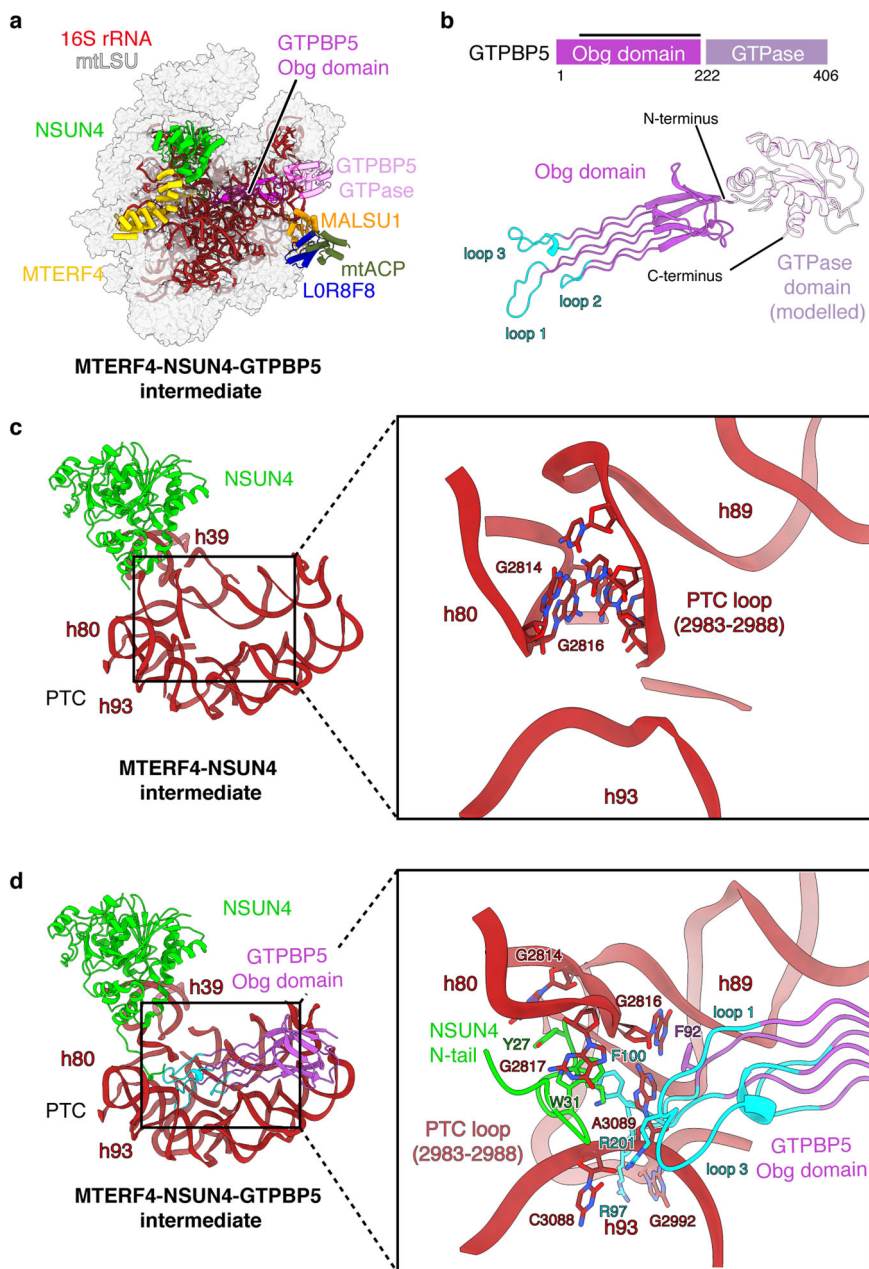 a
16S rRNA
mtLSU
GTPBP5
Obg domain
NSUN4
GTPBP5
GTPase
MALSU1
mtACP
L0R8F8
MTERF4
MTERF4-NSUN4-GTPBP5
intermediate
b
GTPBP5
Obg domain
GTPase
1
222
406
N-terminus
Obg domain
loop 3
loop 2
loop 1
C-terminus
GTPase
domain
(modelled)
c
NSUN4
h39
h80
PTC
h93
MTERF4-NSUN4
intermediate
h89
G2814
h80
PTC loop
(2983-2988)
G2816
h93
d
NSUN4
GTPBP5
Obg domain
h39
h80
PTC
h93
MTERF4-NSUN4-GTPBP5
intermediate
G2814
h80
h89
G2816
loop 1
NSUN4
N-tail
Y27
F92
F100
G2817
W31
A3089
PTC loop
(2983-2988)
R201
GTPBP5
Obg domain
loop 3
C3088
R97
h93
G2992